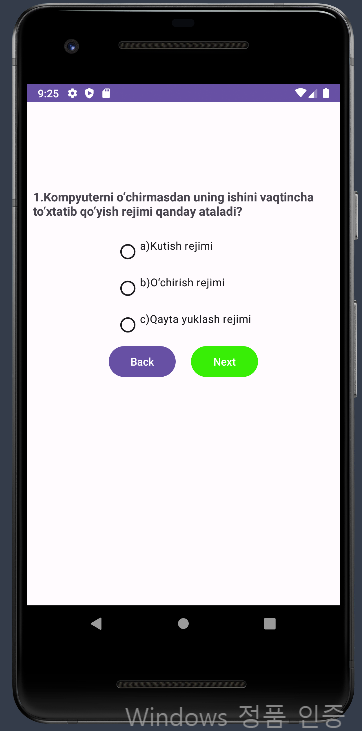 9:25
1.Kompyuterni o‘chirmasdan uning ishini vaqtincha
to‘xtatib qo‘yish rejimi qanday ataladi?
a)Kutish rejimi
b)O‘chirish rejimi
c)Qayta yuklash rejimi
Back Next
Windows 정품 인증